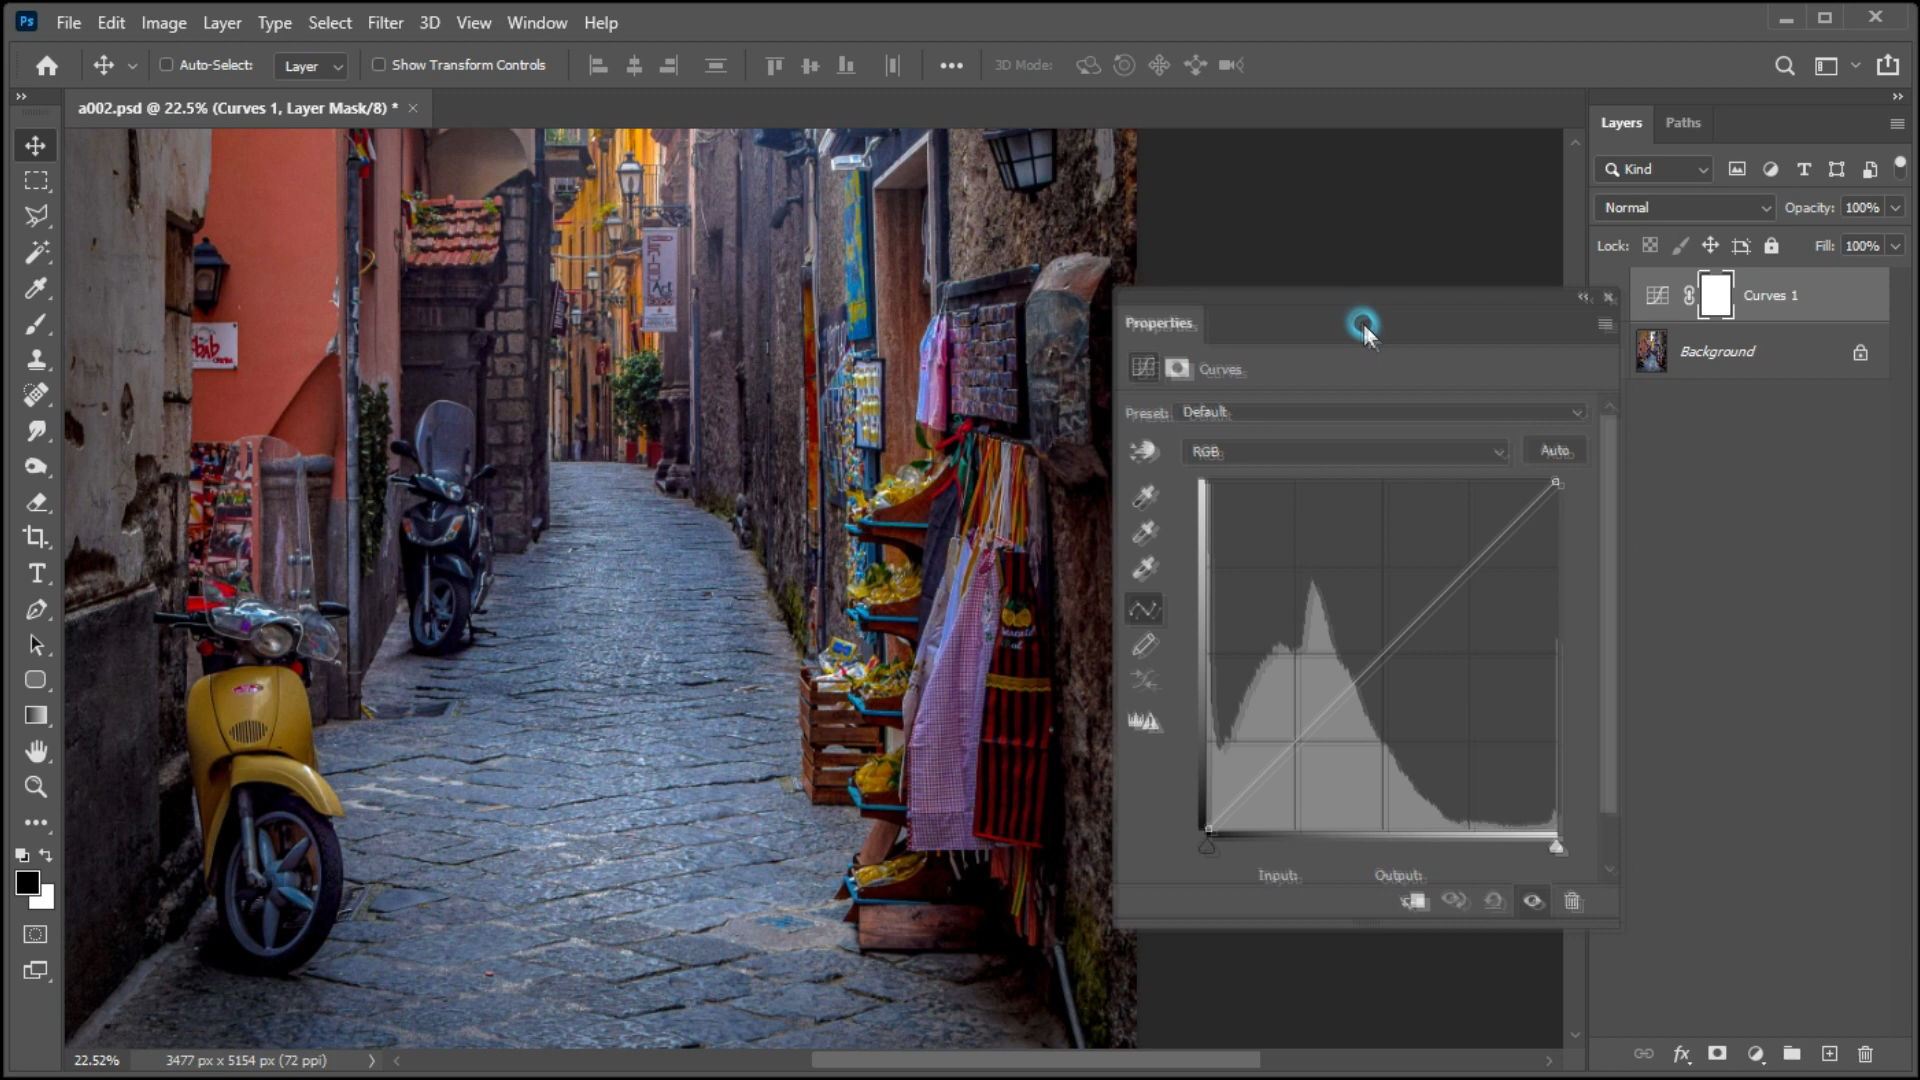 Ps File Edit Image Layer Type Select Filter 3D View Window Help
Auto-Select: Layer Show Transform Controls 3D Mode:
a002.psd @ 22.5% (Curves 1, Layer Mask/8) *
Layers Paths
Kind
Normal Opacity: 100%
Lock: Fill: 100%
Curves 1
Background
Properties
Curves
Preset: Default
RGB Auto
Input: Output:
Art
bab
22.52% 3477 px x 5154 px (72 ppi)
fx